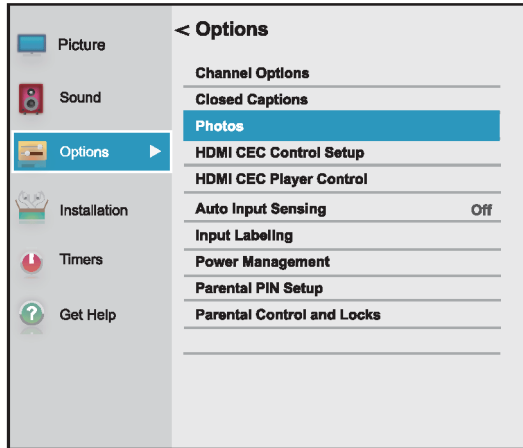 Picture
Sound
Options
Installation
Timers
Get Help
< Options
Channel Options
Closed Captions
Photos
HDMI CEC Control Setup
HDMI CEC Player Control
Auto Input Sensing Off
Input Labeling
Power Management
Parental PIN Setup
Parental Control and Locks